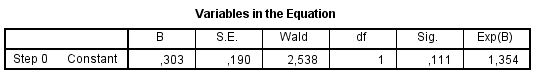 Variables in the Equation
B S.E. Wald df Sig. Exp(B)
Step 0 Constant ,303 ,190 2,538 1 ,111 1,354